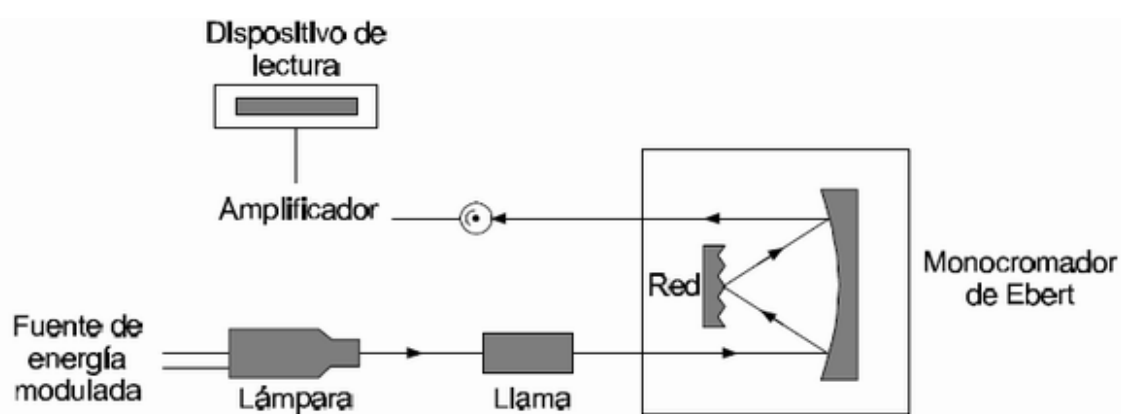 Dispositivo de
lectura
Amplificador
Red
Monocromador
de Ebert
Fuente de
energía
modulada
Lámpara
Llama